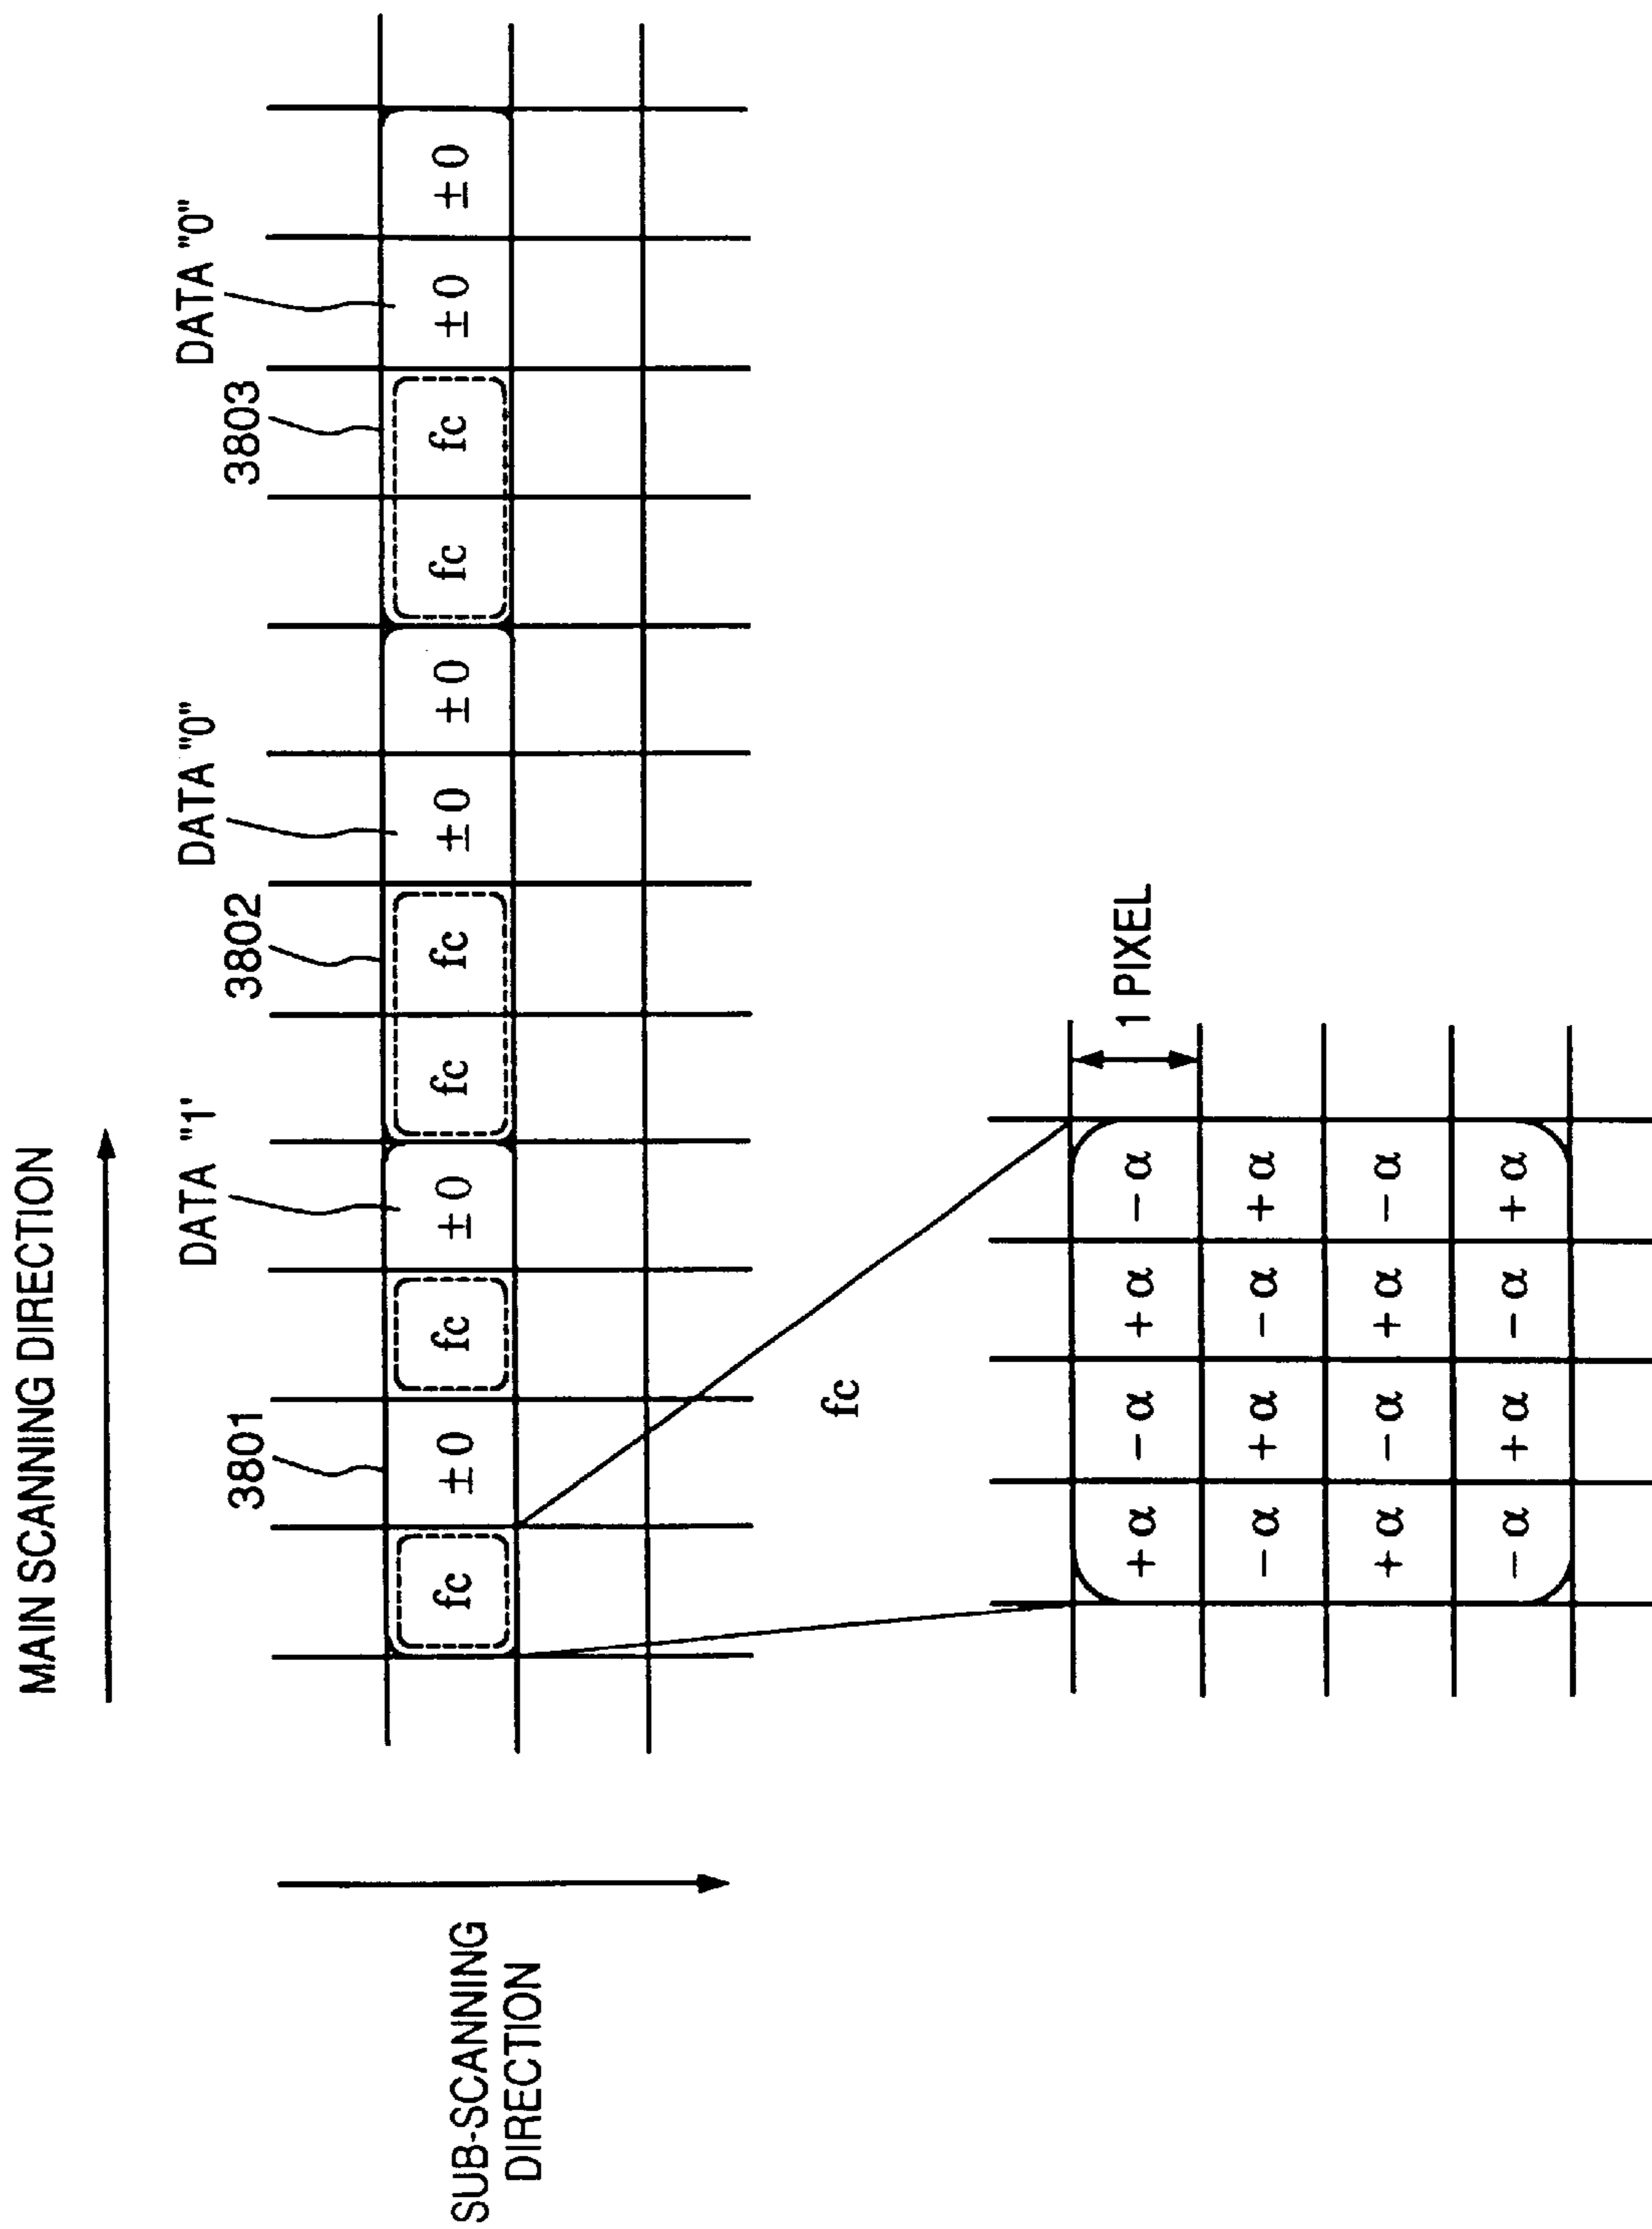 MAIN SCANNING DIRECTION
SUB-SCANNING
DIRECTION
3801
DATA "1'
3802
DATA "0"
3803
DATA "0"
fc ±0 fc ±0 fc fc ±0 ±0 fc fc ±0 ±0
fc
1 PIXEL
+α -α +α -α
-α +α -α +α
+α -α +α -α
-α +α -α +α